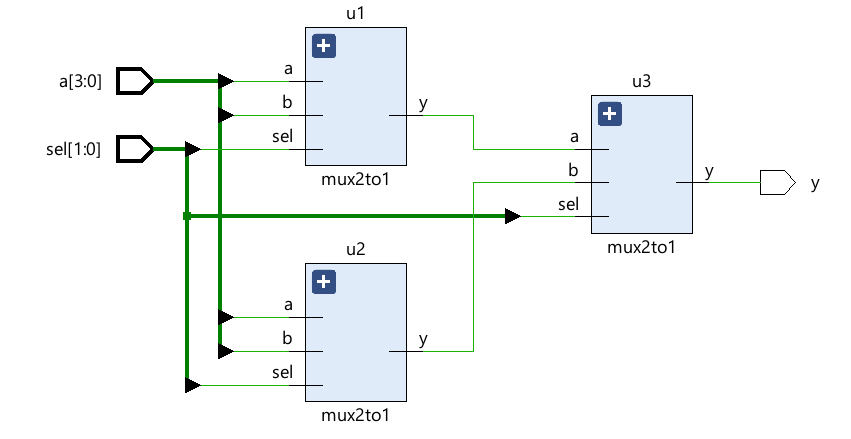 u1
a[3:0]
a
b
y
sel[1:0]
sel
mux2to1
u3
a
b
y
y
sel
mux2to1
u2
a
b
y
sel
mux2to1